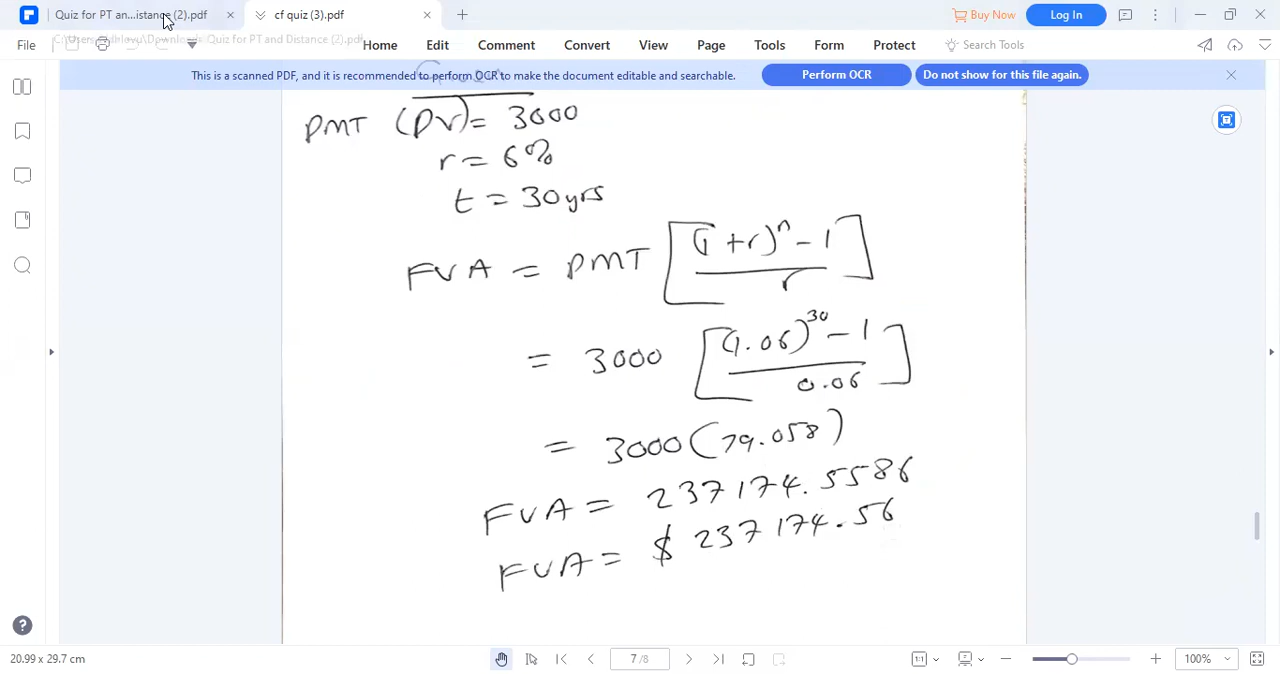 Quiz for PT an...istance (2).pdf
cf quiz (3).pdf
Buy Now
Log In
File
Home
Edit
Comment
Convert
View
Page
Tools
Form
Protect
Search Tools
This is a scanned PDF, and it is recommended to perform OCR to make the document editable and searchable.
Perform OCR
Do not show for this file again.
PMT (PV) = 3000
r = 6%
t = 30yrs
FVA = PMT [(1+r)^n - 1 / r]
= 3000 [(1.06)^30 - 1 / 0.06]
= 3000 (79.058)
FVA = 237174.5586
FVA = $ 237174.56
20.99 x 29.7 cm
7 /8
1:1
100%